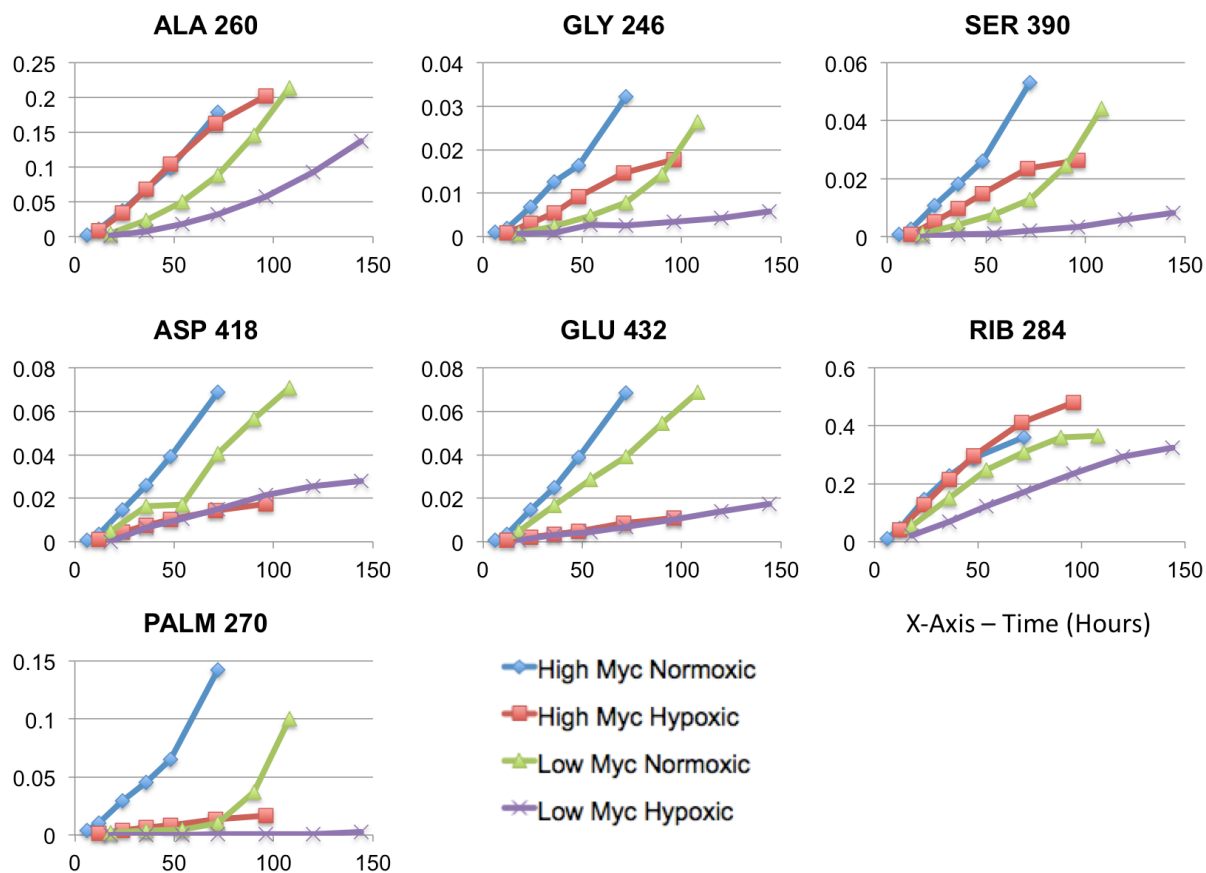 ALA 260
0.25
0.2
0.15
0.1
0.05
0
0 50 100 150
GLY 246
0.04
0.03
0.02
0.01
0
0 50 100 150
SER 390
0.06
0.04
0.02
0
0 50 100 150
ASP 418
0.08
0.06
0.04
0.02
0
0 50 100 150
GLU 432
0.08
0.06
0.04
0.02
0
0 50 100 150
RIB 284
0.6
0.4
0.2
0
0 50 100 150
PALM 270
0.15
0.1
0.05
0
0 50 100 150
X-Axis – Time (Hours)
High Myc Normoxic
High Myc Hypoxic
Low Myc Normoxic
Low Myc Hypoxic